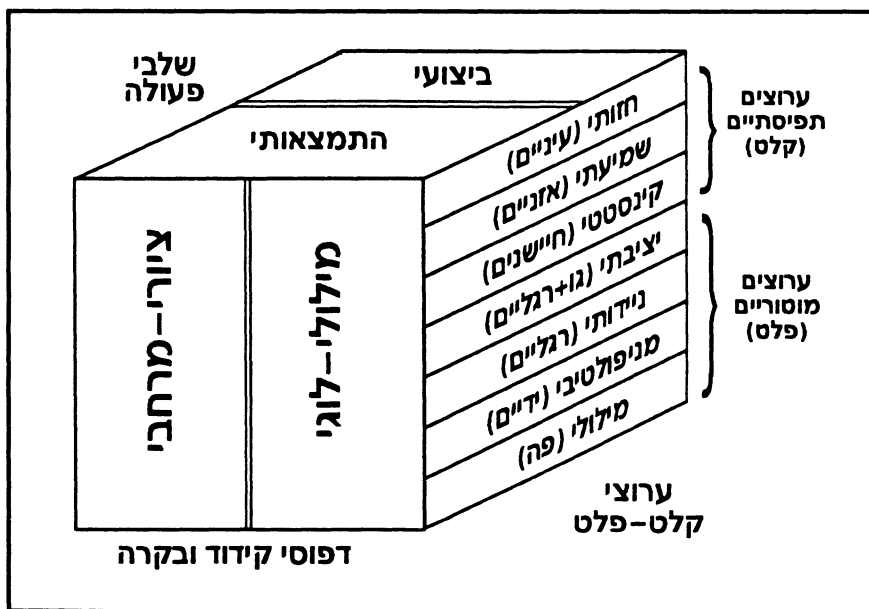 שלבי
פעולה
ביצועי
התמצאותי
ציורי-מרחבי
מילולי-לוגי
דפוסי קידוד ובקרה
חזותי (עיניים)
שמיעתי (אזניים)
קינסטטי (חיישנים)
יציבתי (גו+רגליים)
ניידותי (רגליים)
מניפולטיבי (ידיים)
מילולי (פה)
ערוצים
תפיסתיים
(קלט)
ערוצים
מוטוריים
(פלט)
ערוצי
קלט-פלט